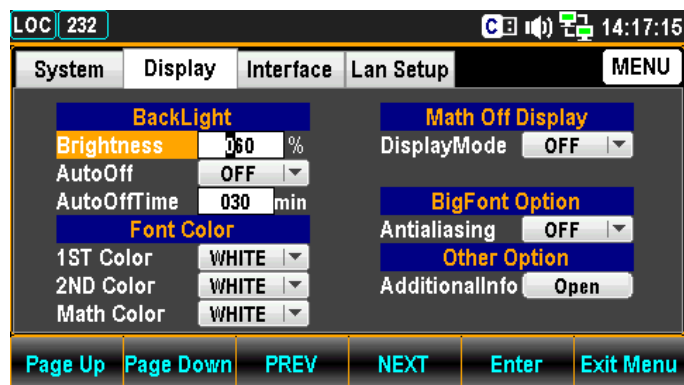 LOC 232 C 14:17:15
System Display Interface Lan Setup MENU
BackLight
Brightness 060 %
AutoOff OFF
AutoOffTime 030 min
Font Color
1ST Color WHITE
2ND Color WHITE
Math Color WHITE
Math Off Display
DisplayMode OFF
BigFont Option
Antialiasing OFF
Other Option
AdditionalInfo Open
Page Up Page Down PREV NEXT Enter Exit Menu